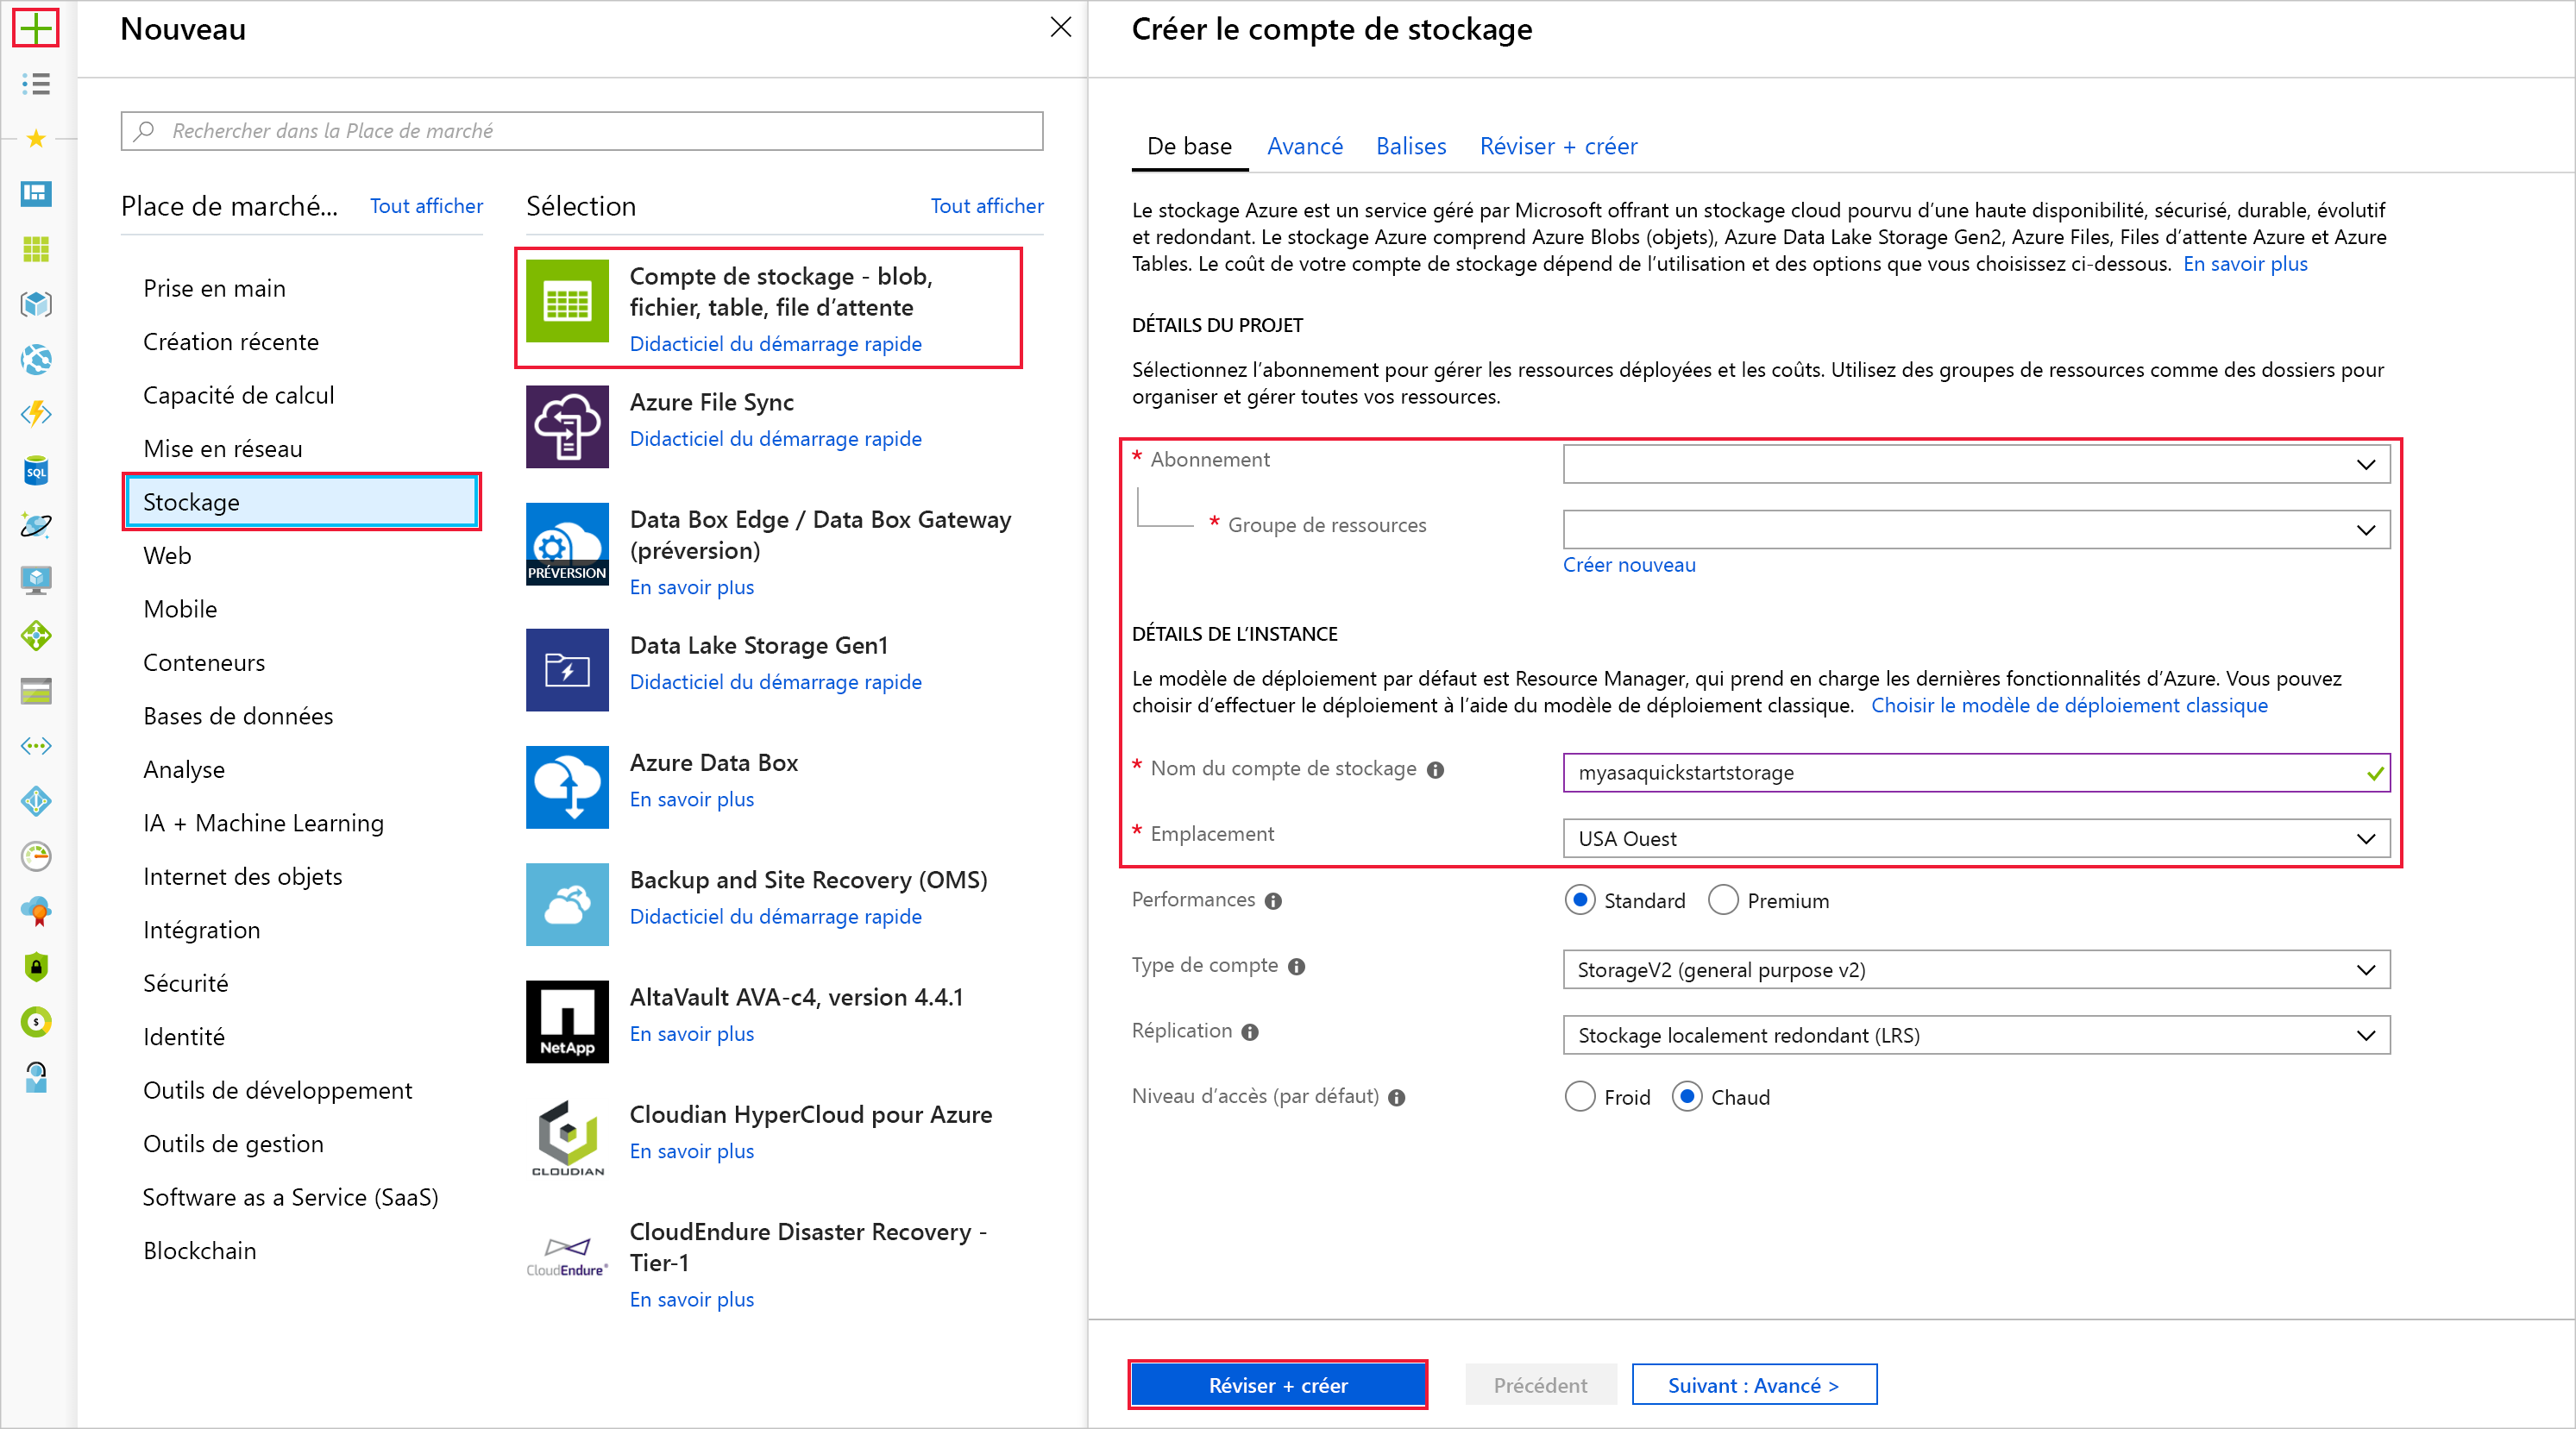 Nouveau
Rechercher dans la Place de marché
Place de marché... Tout afficher
Prise en main
Création récente
Capacité de calcul
Mise en réseau
Stockage
Web
Mobile
Conteneurs
Bases de données
Analyse
IA + Machine Learning
Internet des objets
Intégration
Sécurité
Identité
Outils de développement
Outils de gestion
Software as a Service (SaaS)
Blockchain
SQL
$
Sélection Tout afficher
Compte de stockage - blob,
fichier, table, file d’attente
Didacticiel du démarrage rapide
Azure File Sync
Didacticiel du démarrage rapide
PRÉVERSION
Data Box Edge / Data Box Gateway
(préversion)
En savoir plus
Data Lake Storage Gen1
Didacticiel du démarrage rapide
Azure Data Box
En savoir plus
Backup and Site Recovery (OMS)
Didacticiel du démarrage rapide
NetApp
AltaVault AVA-c4, version 4.4.1
En savoir plus
CLOUDIAN
Cloudian HyperCloud pour Azure
En savoir plus
CloudEndure®
CloudEndure Disaster Recovery -
Tier-1
En savoir plus
Créer le compte de stockage
De base Avancé Balises Réviser + créer
Le stockage Azure est un service géré par Microsoft offrant un stockage cloud pourvu d’une haute disponibilité, sécurisé, durable, évolutif
et redondant. Le stockage Azure comprend Azure Blobs (objets), Azure Data Lake Storage Gen2, Azure Files, Files d’attente Azure et Azure
Tables. Le coût de votre compte de stockage dépend de l’utilisation et des options que vous choisissez ci-dessous. En savoir plus
DÉTAILS DU PROJET
Sélectionnez l’abonnement pour gérer les ressources déployées et les coûts. Utilisez des groupes de ressources comme des dossiers pour
organiser et gérer toutes vos ressources.
* Abonnement
* Groupe de ressources
Créer nouveau
DÉTAILS DE L’INSTANCE
Le modèle de déploiement par défaut est Resource Manager, qui prend en charge les dernières fonctionnalités d’Azure. Vous pouvez
choisir d’effectuer le déploiement à l’aide du modèle de déploiement classique. Choisir le modèle de déploiement classique
* Nom du compte de stockage myasaquickstartstorage
* Emplacement USA Ouest
Performances Standard Premium
Type de compte StorageV2 (general purpose v2)
Réplication Stockage localement redondant (LRS)
Niveau d’accès (par défaut) Froid Chaud
Réviser + créer Précédent Suivant : Avancé >